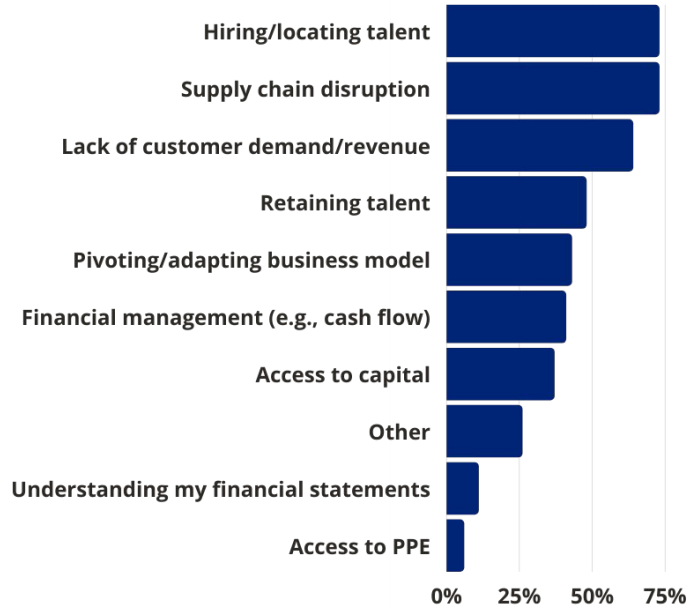 Hiring/locating talent
Supply chain disruption
Lack of customer demand/revenue
Retaining talent
Pivoting/adapting business model
Financial management (e.g., cash flow)
Access to capital
Other
Understanding my financial statements
Access to PPE
0% 25% 50% 75%